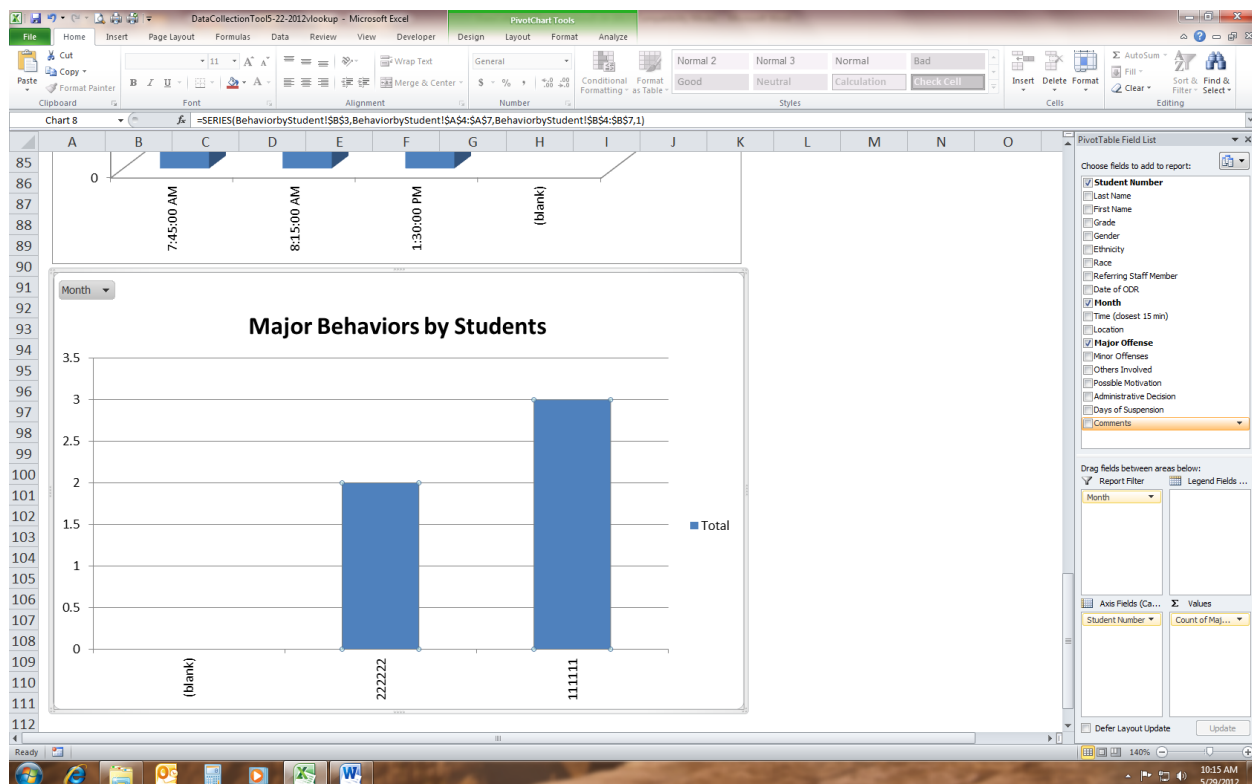 DataCollectionTool5-22-2012vlookup - Microsoft Excel
PivotChart Tools
File Home Insert Page Layout Formulas Data Review View Developer Design Layout Format Analyze
Cut
Copy
Format Painter
Paste
Clipboard
11
B I U
Font
Wrap Text
Merge & Center
Alignment
General
$ % ,
Number
Conditional Formatting
Format as Table
Normal 2 Normal 3 Normal Bad
Good Neutral Calculation Check Cell
Styles
Insert Delete Format
Cells
Σ AutoSum
Fill
Clear
Sort & Filter
Find & Select
Editing
Chart 8
fx =SERIES(BehaviorbyStudent!$B$3,BehaviorbyStudent!$A$4:$A$7,BehaviorbyStudent!$B$4:$B$7,1)
A B C D E F G H I J K L M N O
85
86
87
88
89
90
91
92
93
94
95
96
97
98
99
100
101
102
103
104
105
106
107
108
109
110
111
112
0
7:45:00 AM
8:15:00 AM
1:30:00 PM
(blank)
Month
Major Behaviors by Students
3.5
3
2.5
2
1.5
1
0.5
0
(blank)
222222
111111
Total
PivotTable Field List
Choose fields to add to report:
Student Number
Last Name
First Name
Grade
Gender
Ethnicity
Race
Referring Staff Member
Date of ODR
Month
Time (closest 15 min)
Location
Major Offense
Minor Offenses
Others Involved
Possible Motivation
Administrative Decision
Days of Suspension
Comments
Drag fields between areas below:
Report Filter
Legend Fields ...
Month
Axis Fields (Ca...
Σ Values
Student Number
Count of Maj...
Defer Layout Update
Update
Ready
140%
10:15 AM
5/29/2012